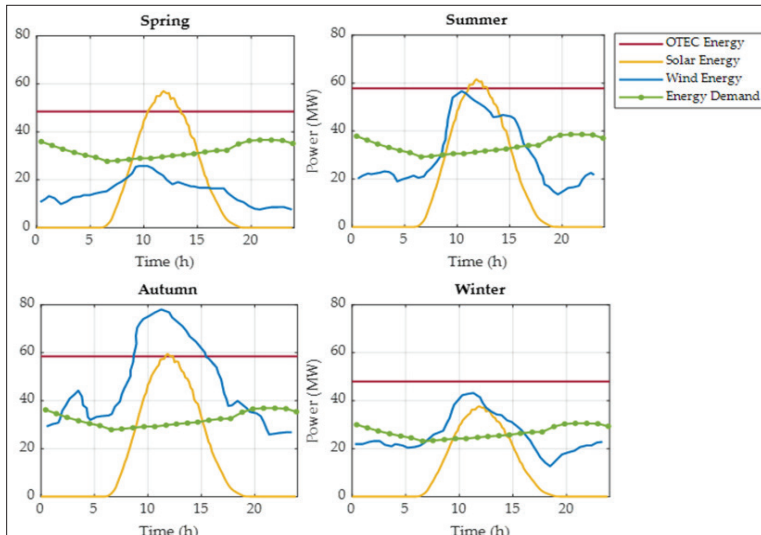 Spring
80
60
40
20
0
0 5 10 15 20
Time (h)
Summer
80
60
40
20
0
Power (MW)
0 5 10 15 20
Time (h)
OTEC Energy
Solar Energy
Wind Energy
Energy Demand
Autumn
80
60
40
20
0
0 5 10 15 20
Time (h)
Winter
80
60
40
20
0
Power (MW)
0 5 10 15 20
Time (h)